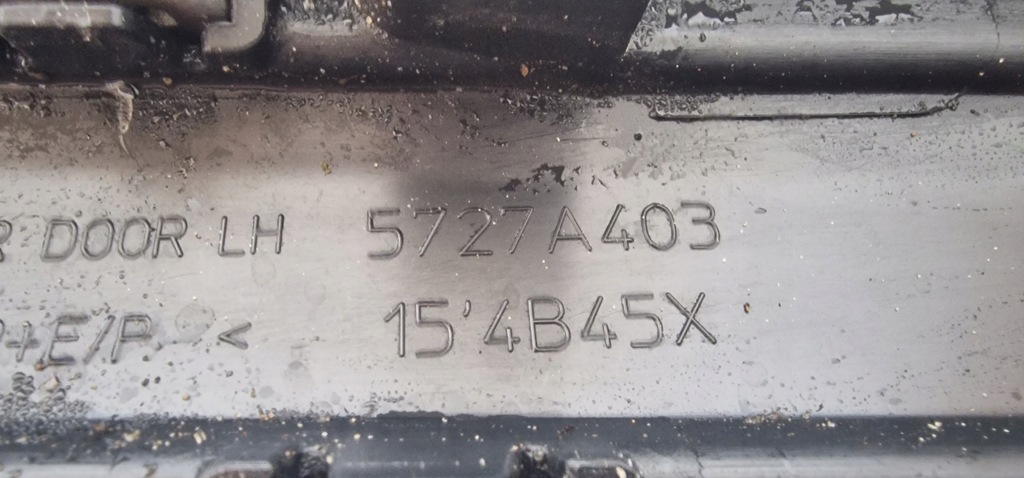 R DOOR LH 5727A403
P+E/P < 15'4B45X